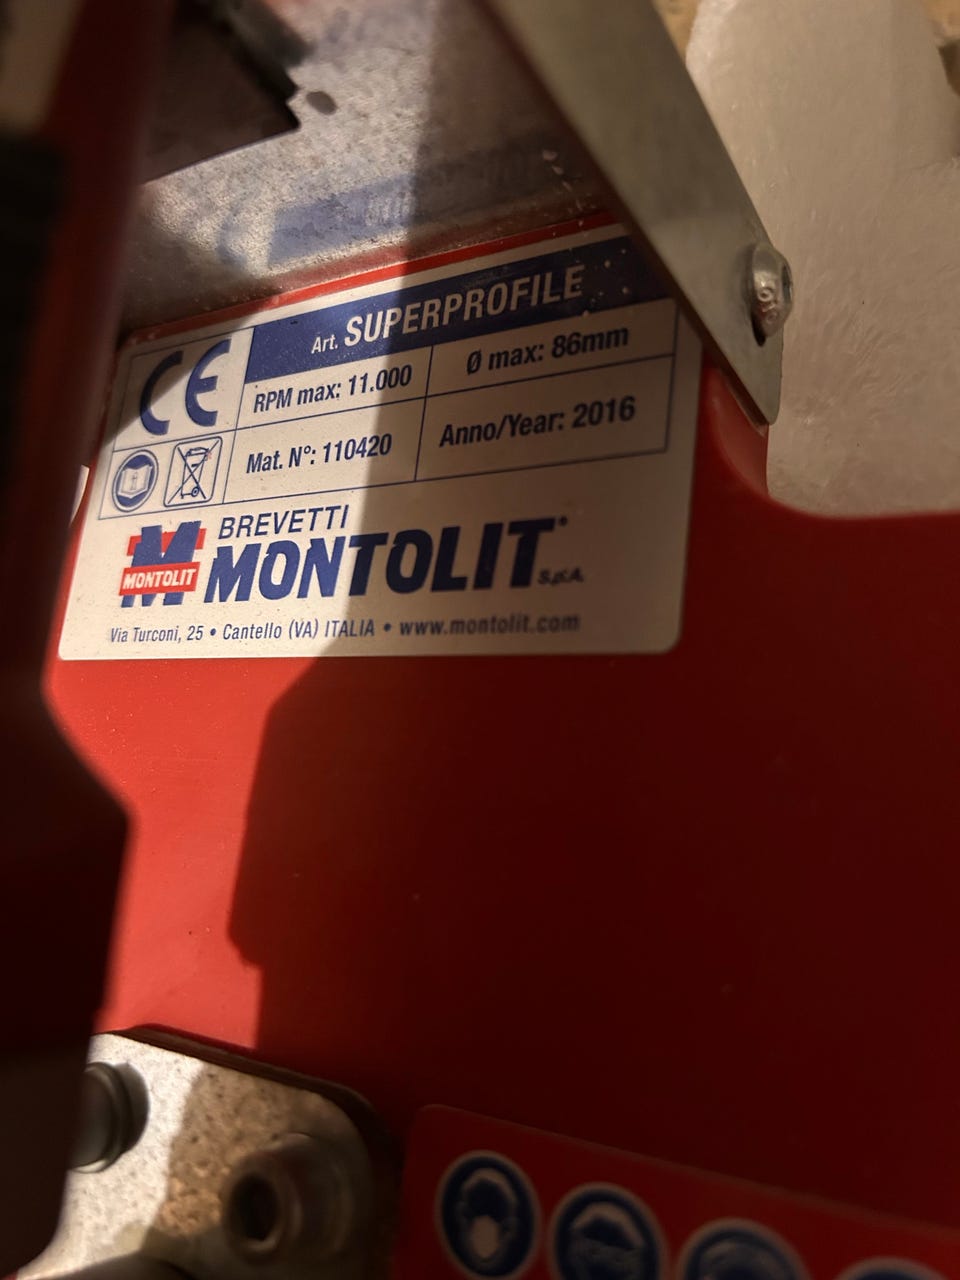 Art. SUPERPROFILE
CE
RPM max: 11.000
Ø max: 86mm
Mat. N°: 110420
Anno/Year: 2016
BREVETTI
MONTOLIT
MONTOLIT® S.p.A.
Via Turconi, 25 • Cantello (VA) ITALIA • www.montolit.com